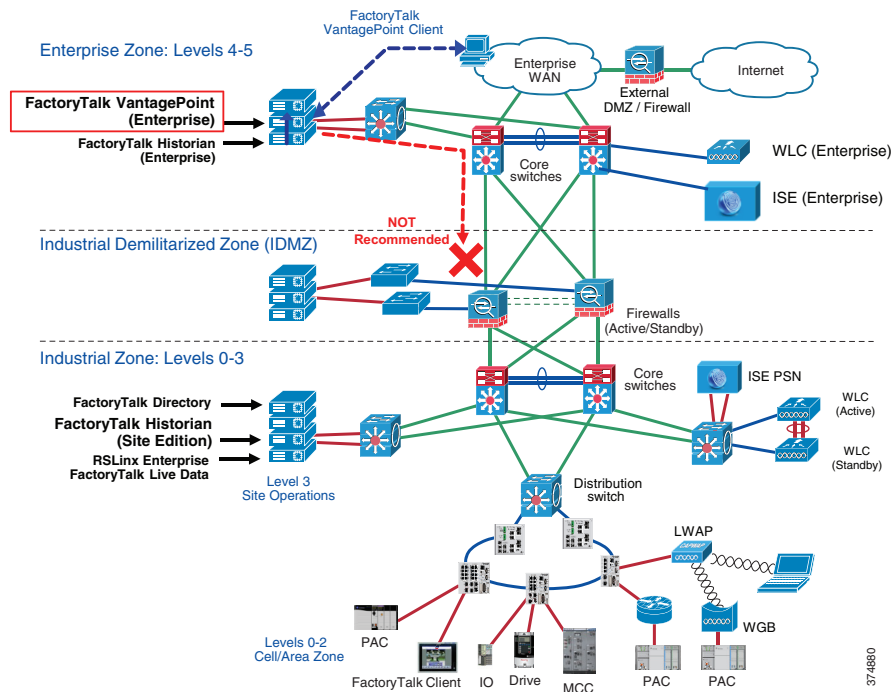 FactoryTalk
VantagePoint Client
Enterprise Zone: Levels 4-5
Enterprise
WAN
External
DMZ / Firewall
Internet
FactoryTalk VantagePoint
(Enterprise)
FactoryTalk Historian
(Enterprise)
Core
switches
WLC (Enterprise)
ISE (Enterprise)
NOT
Recommended
Industrial Demilitarized Zone (IDMZ)
Firewalls
(Active/Standby)
Industrial Zone: Levels 0-3
Core
switches
ISE PSN
FactoryTalk Directory
FactoryTalk Historian
(Site Edition)
RSLinx Enterprise
FactoryTalk Live Data
WLC
(Active)
WLC
(Standby)
Level 3
Site Operations
Distribution
switch
LWAP
CAPWAP
WGB
PAC
Levels 0-2
Cell/Area Zone
FactoryTalk Client
IO
Drive
MCC
PAC
PAC
374880